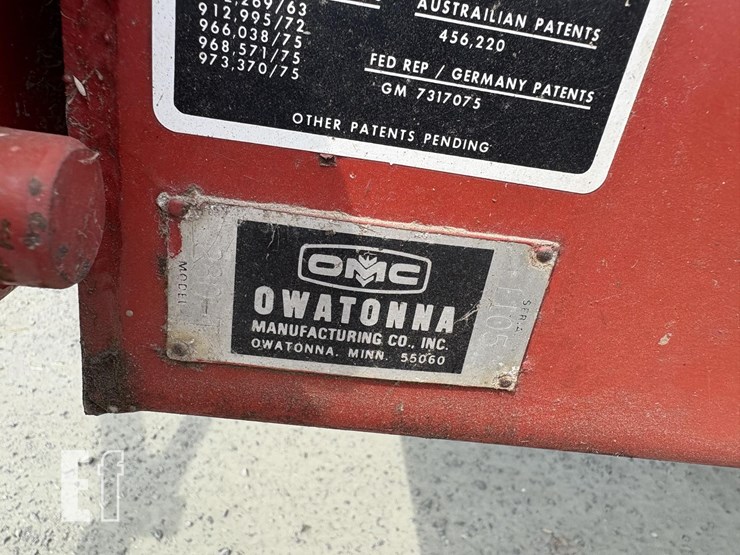 912,995/72
966,038/75
968,571/75
973,370/75
AUSTRAILIAN PATENTS
456,220
FED REP / GERMANY PATENTS
GM 7317075
OTHER PATENTS PENDING
MODEL
OMC
OWATONNA
MANUFACTURING CO., INC.
OWATONNA, MINN. 55060
Ef